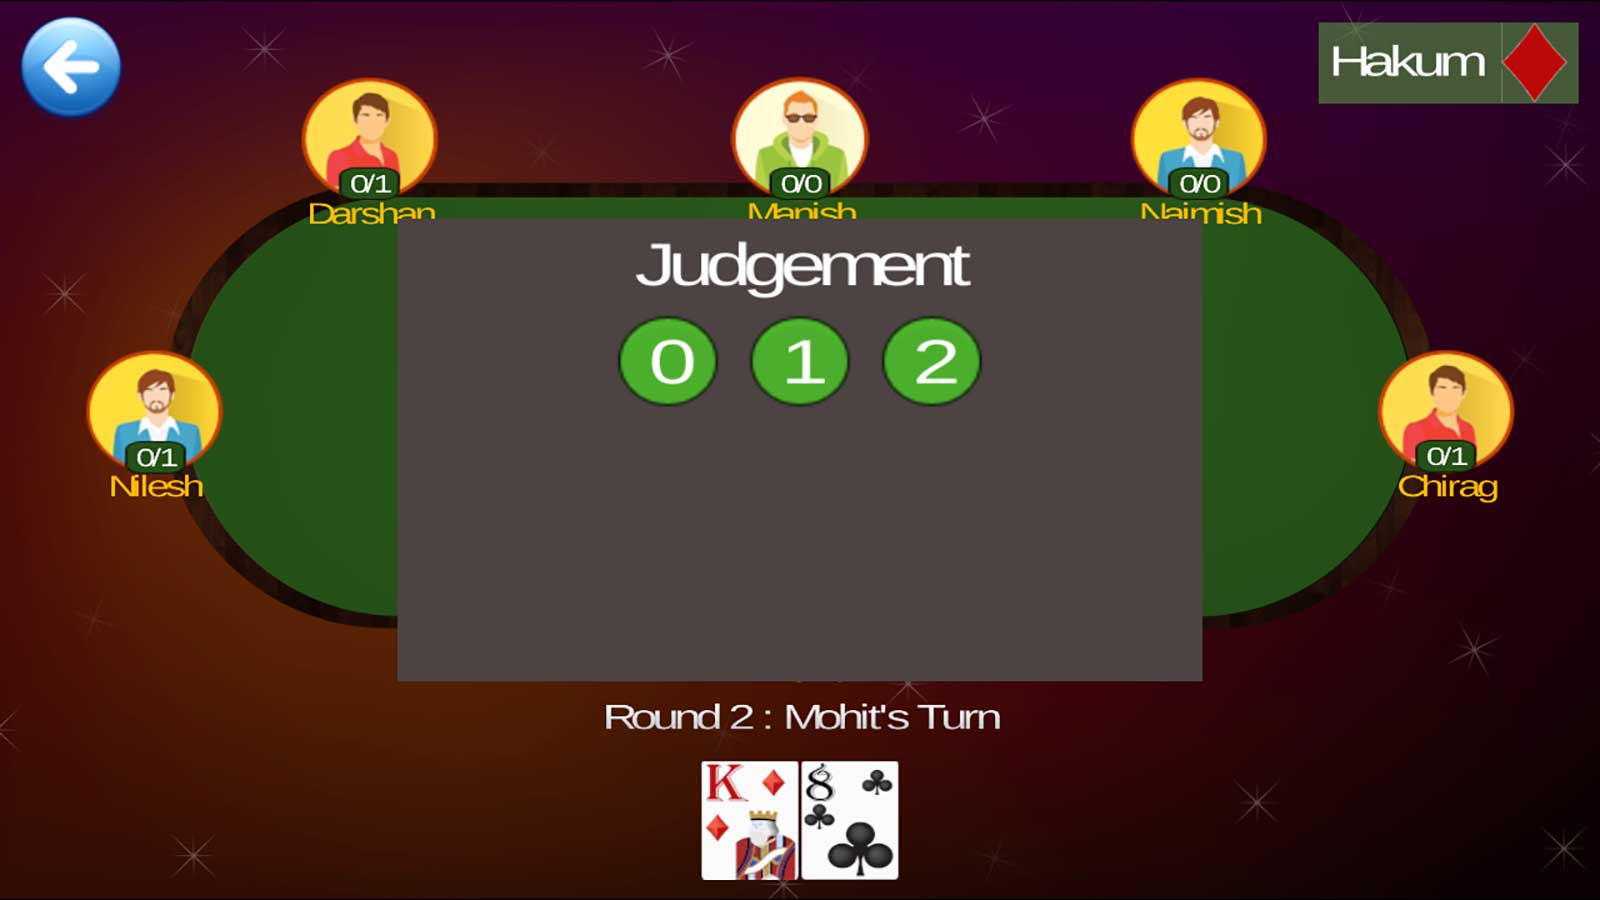 Hakum
0/1
Darshan
0/0
Manish
0/0
Naimish
Judgement
0 1 2
0/1
Nilesh
0/1
Chirag
Round 2 : Mohit's Turn
K 8